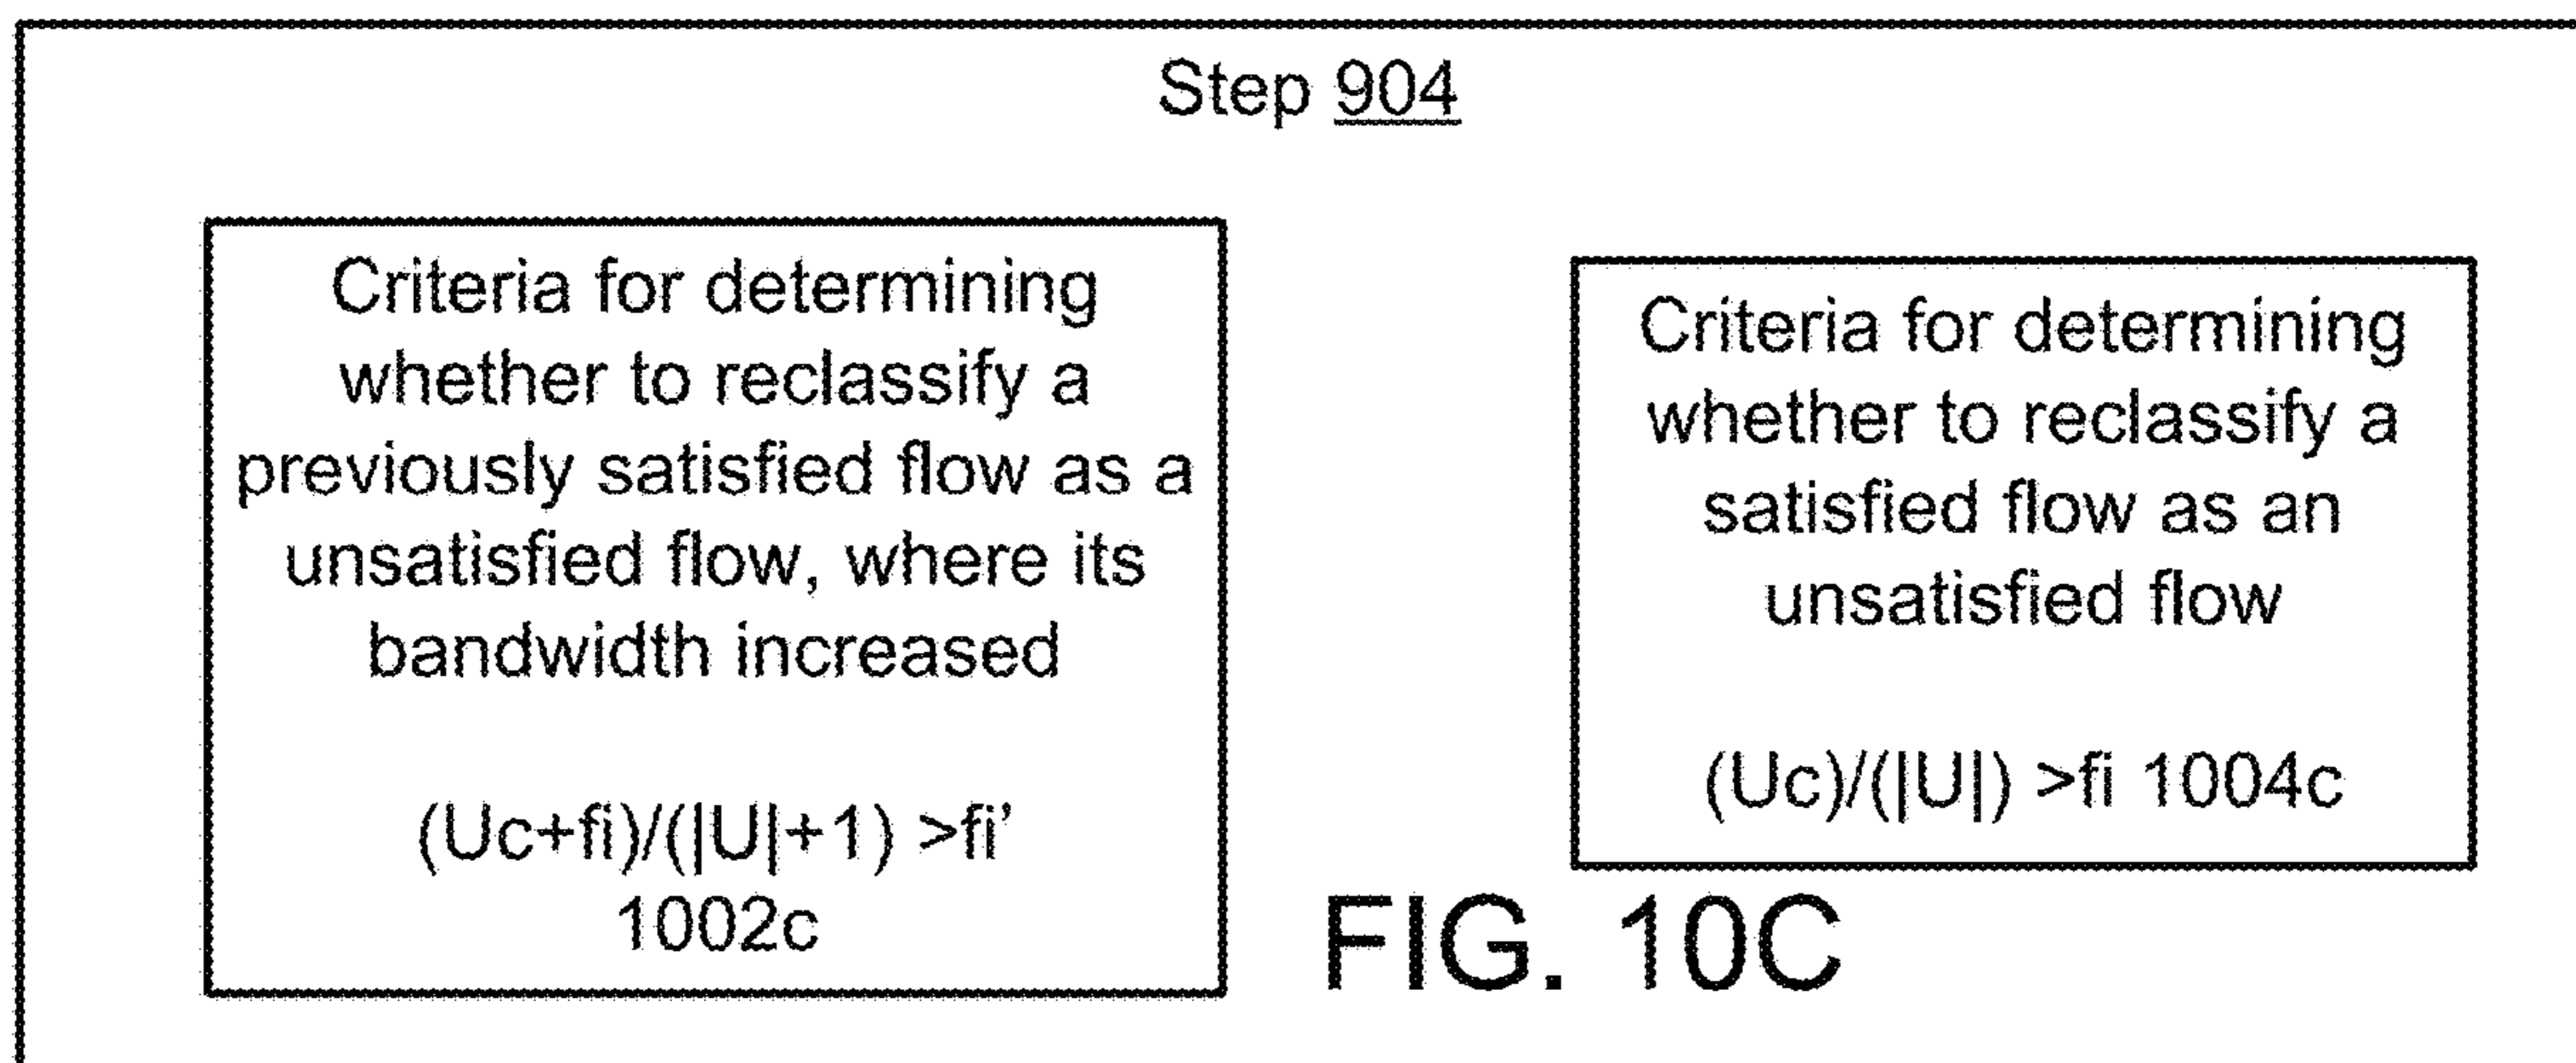 Step 904
Criteria for determining
whether to reclassify a
previously satisfied flow as a
unsatisfied flow, where its
bandwidth increased
(Uc+fi)/(|U|+1) >fi’
1002c
Criteria for determining
whether to reclassify a
satisfied flow as an
unsatisfied flow
(Uc)/(|U|) >fi 1004c
FIG. 10C